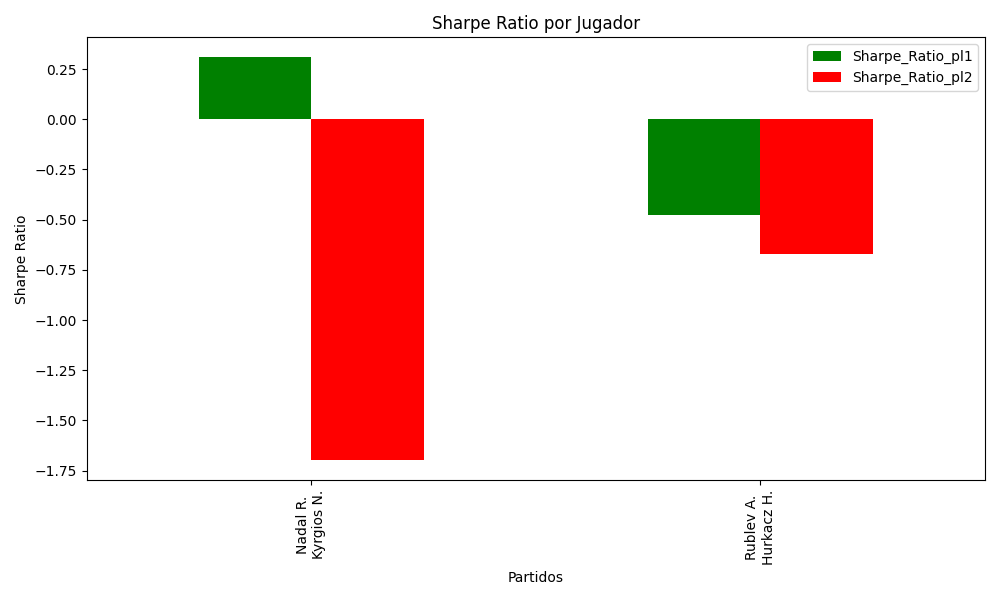 Sharpe Ratio por Jugador
Sharpe_Ratio_pl1
Sharpe_Ratio_pl2
Sharpe Ratio
0.25
0.00
−0.25
−0.50
−0.75
−1.00
−1.25
−1.50
−1.75
Nadal R.
Kyrgios N.
Rublev A.
Hurkacz H.
Partidos